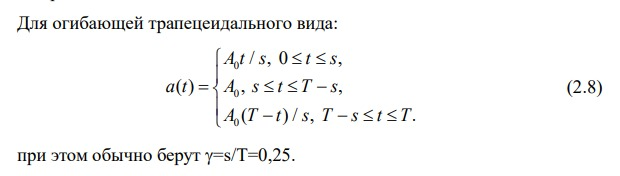 Для огибающей трапецеидального вида:
A₀t / s, 0 ≤ t ≤ s,
a(t) = { A₀, s ≤ t ≤ T − s, (2.8)
A₀(T − t) / s, T − s ≤ t ≤ T.
при этом обычно берут γ=s/T=0,25.